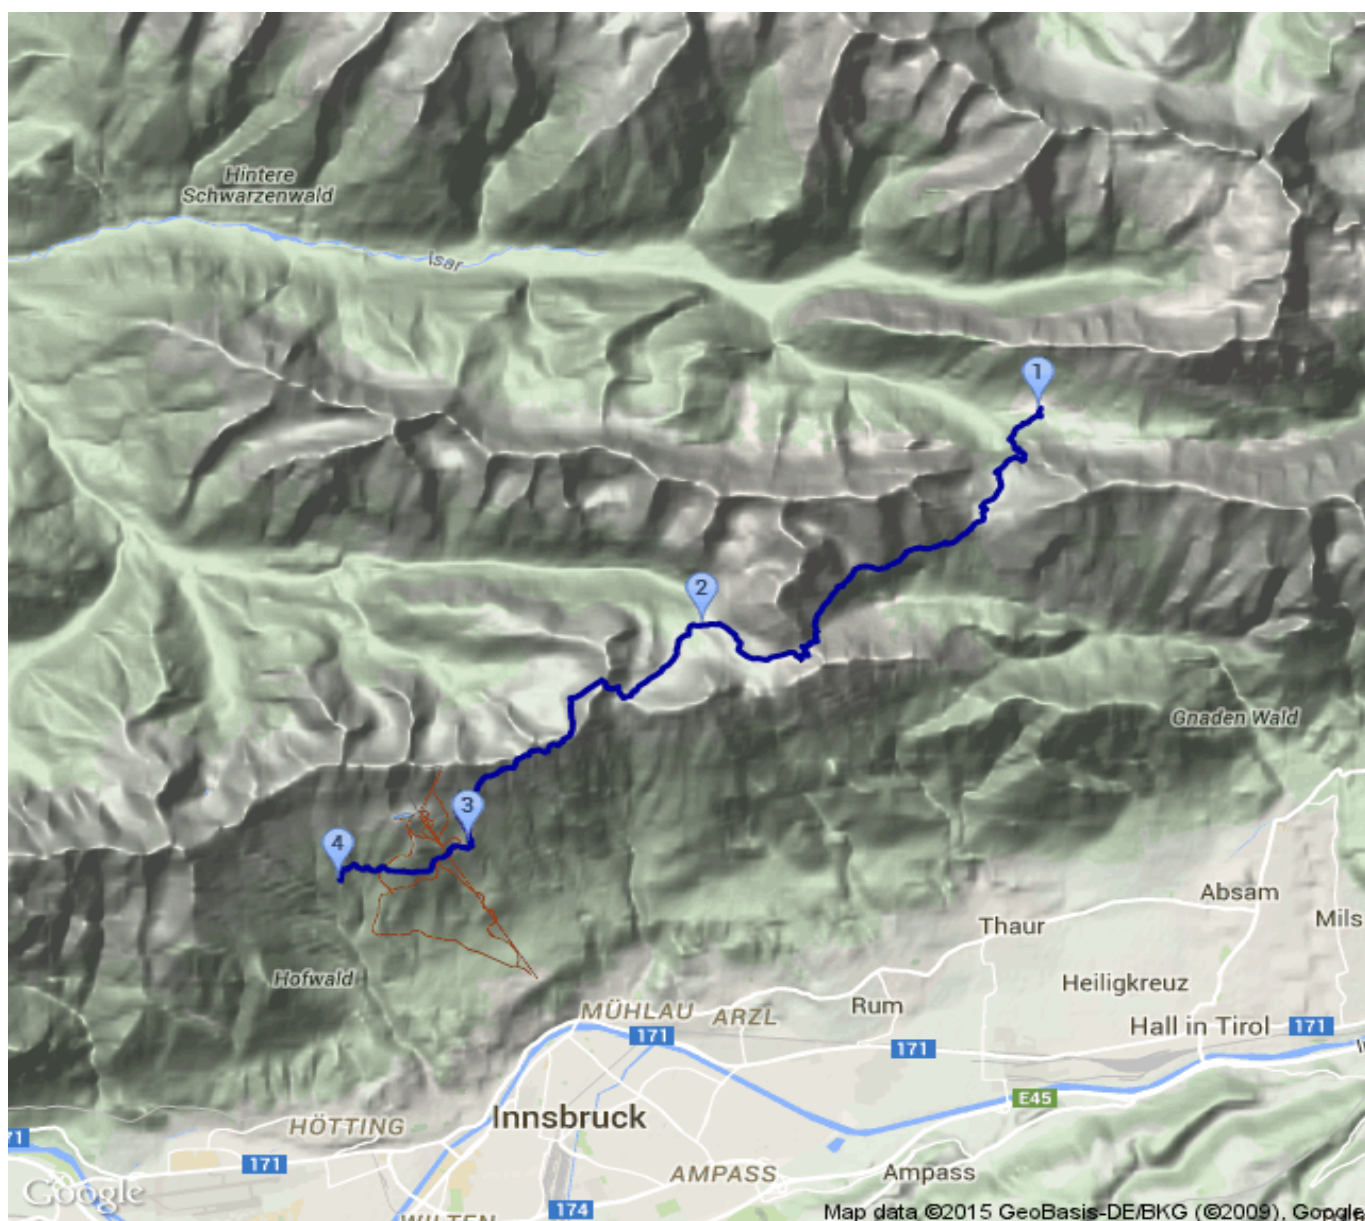 Hintere
Schwarzenwald
Isar
1
2
Gnaden Wald
3
4
Absam
Thaur
Mils
Hofwald
Heiligkreuz
MÜHLAU
ARZL
Rum
Hall in Tirol
171
171
171
E45
Innsbruck
HÖTTING
71
171
AMPASS
Ampass
Google
174
WILTEN
Map data ©2015 GeoBasis-DE/BKG (©2009), Google